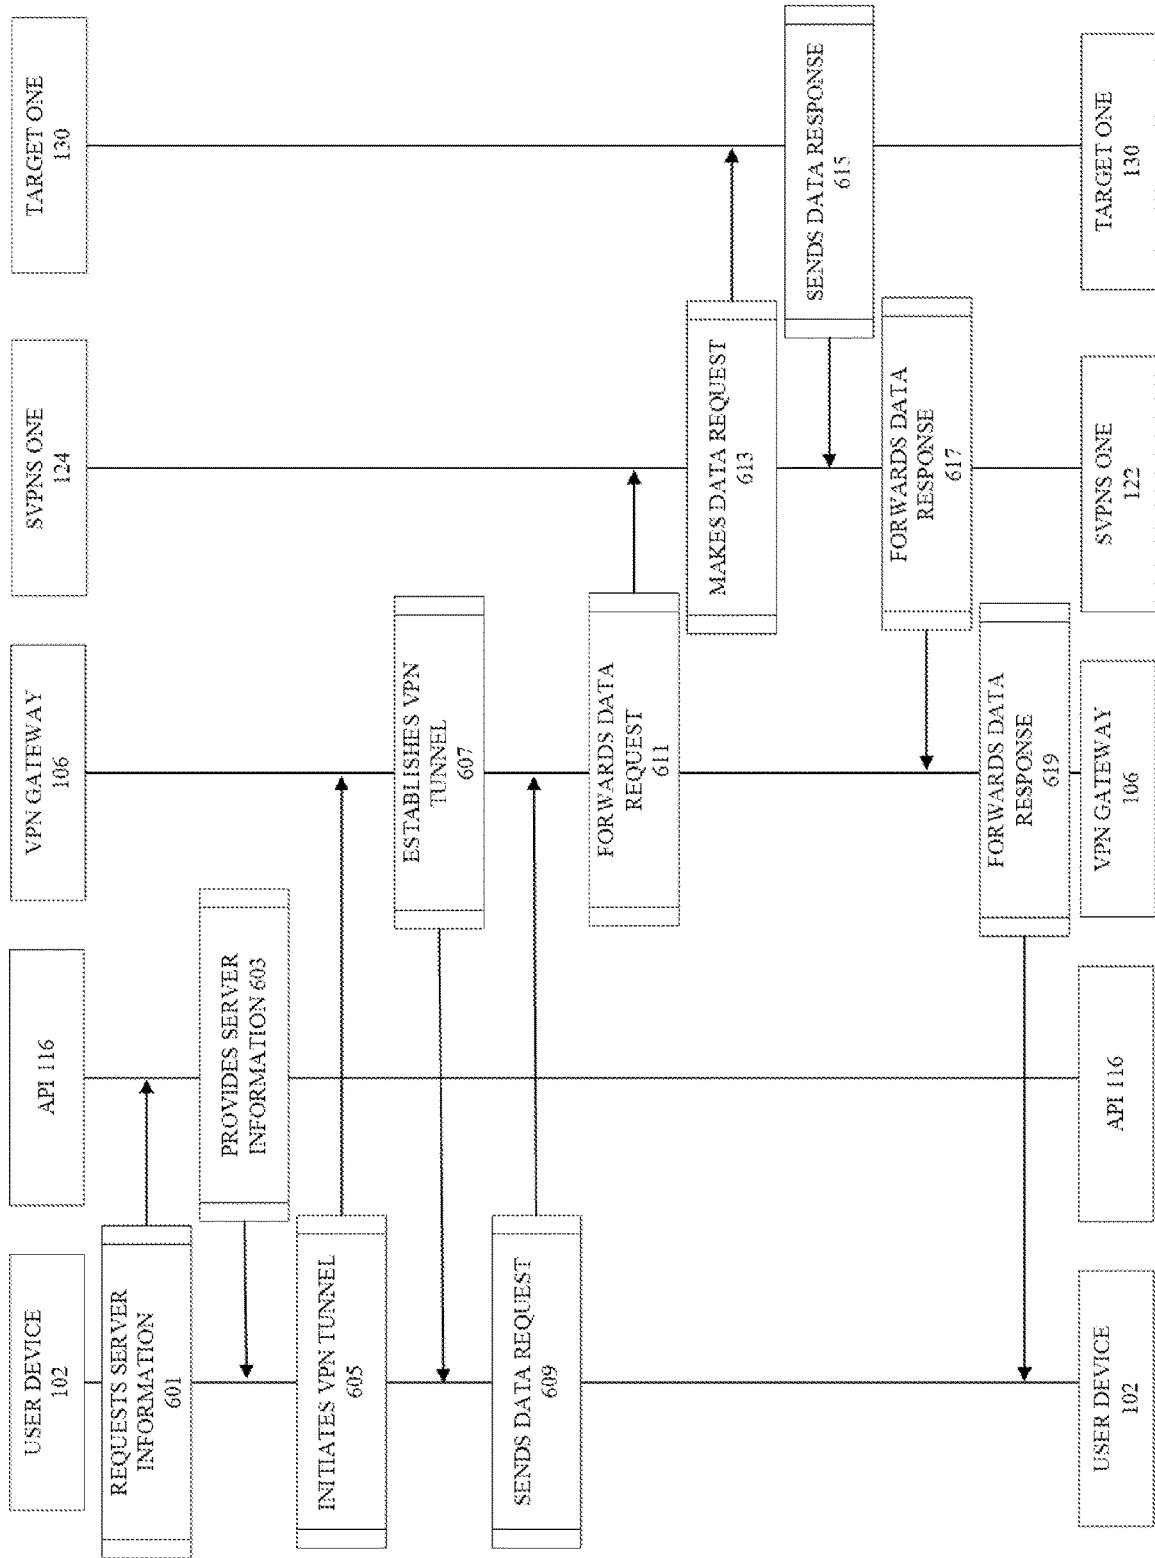 USER DEVICE
102
API 116
VPN GATEWAY
106
SVPNS ONE
124
TARGET ONE
130
REQUESTS SERVER
INFORMATION
601
PROVIDES SERVER
INFORMATION 603
INITIATES VPN TUNNEL
605
ESTABLISHES VPN
TUNNEL
607
SENDS DATA REQUEST
609
FORWARDS DATA
REQUEST
611
MAKES DATA REQUEST
613
SENDS DATA RESPONSE
615
FORWARDS DATA
RESPONSE
617
FORWARDS DATA
RESPONSE
619
USER DEVICE
102
API 116
VPN GATEWAY
106
SVPNS ONE
122
TARGET ONE
130